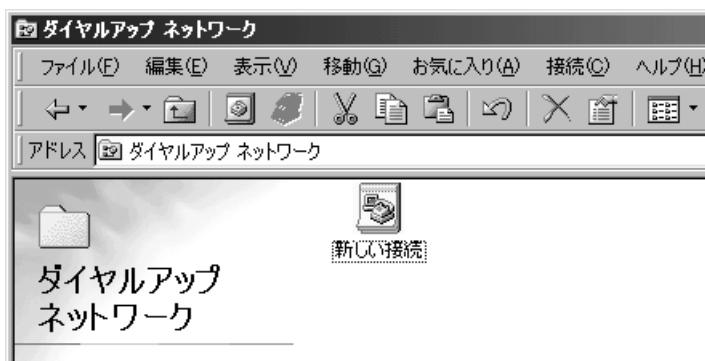 ダイヤルアップ ネットワーク
ファイル(F) 編集(E) 表示(V) 移動(G) お気に入り(A) 接続(C) ヘルプ(H)
アドレス ダイヤルアップ ネットワーク
新しい接続
ダイヤルアップ
ネットワーク